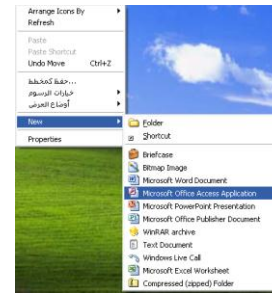 Arrange Icons By
Refresh
Paste
Paste Shortcut
Undo Move Ctrl+Z
حفظ كمخطط...
خيارات الرسوم
أوضاع العرض
New
Properties
Folder
Shortcut
Briefcase
Bitmap Image
Microsoft Word Document
Microsoft Office Access Application
Microsoft PowerPoint Presentation
Microsoft Office Publisher Document
WinRAR archive
Text Document
Windows Live Call
Microsoft Excel Worksheet
Compressed (zipped) Folder